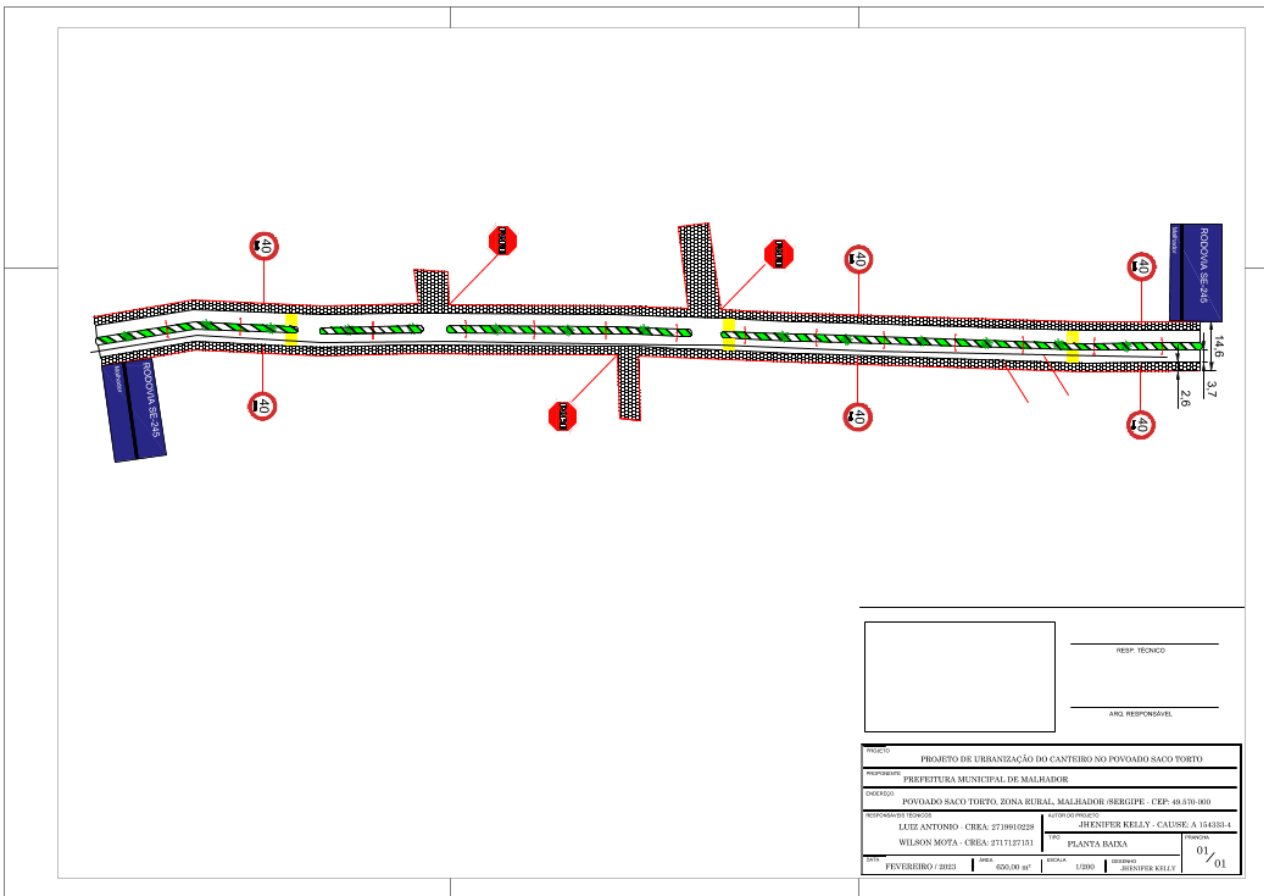 40
40
40
RODOVIA SE-245
Malhador
14,6
3,7
2,6
RODOVIA SE-245
Malhador
40
40
40
RESP. TÉCNICO
ARQ. RESPONSÁVEL
PROJETO
PROJETO DE URBANIZAÇÃO DO CANTEIRO NO POVOADO SACO TORTO
PROPONENTE
PREFEITURA MUNICIPAL DE MALHADOR
ENDEREÇO
POVOADO SACO TORTO, ZONA RURAL, MALHADOR /SERGIPE - CEP: 49.570-000
RESPONSÁVEIS TÉCNICOS
LUIZ ANTONIO - CREA: 2719910228
WILSON MOTA - CREA: 2717127151
AUTOR DO PROJETO
JHENIFER KELLY - CAU/SE: A 154333-4
TIPO
PLANTA BAIXA
PRANCHA
01/01
DATA
FEVEREIRO / 2023
ÁREA
650,00 m²
ESCALA
1/200
DESENHO
JHENIFER KELLY